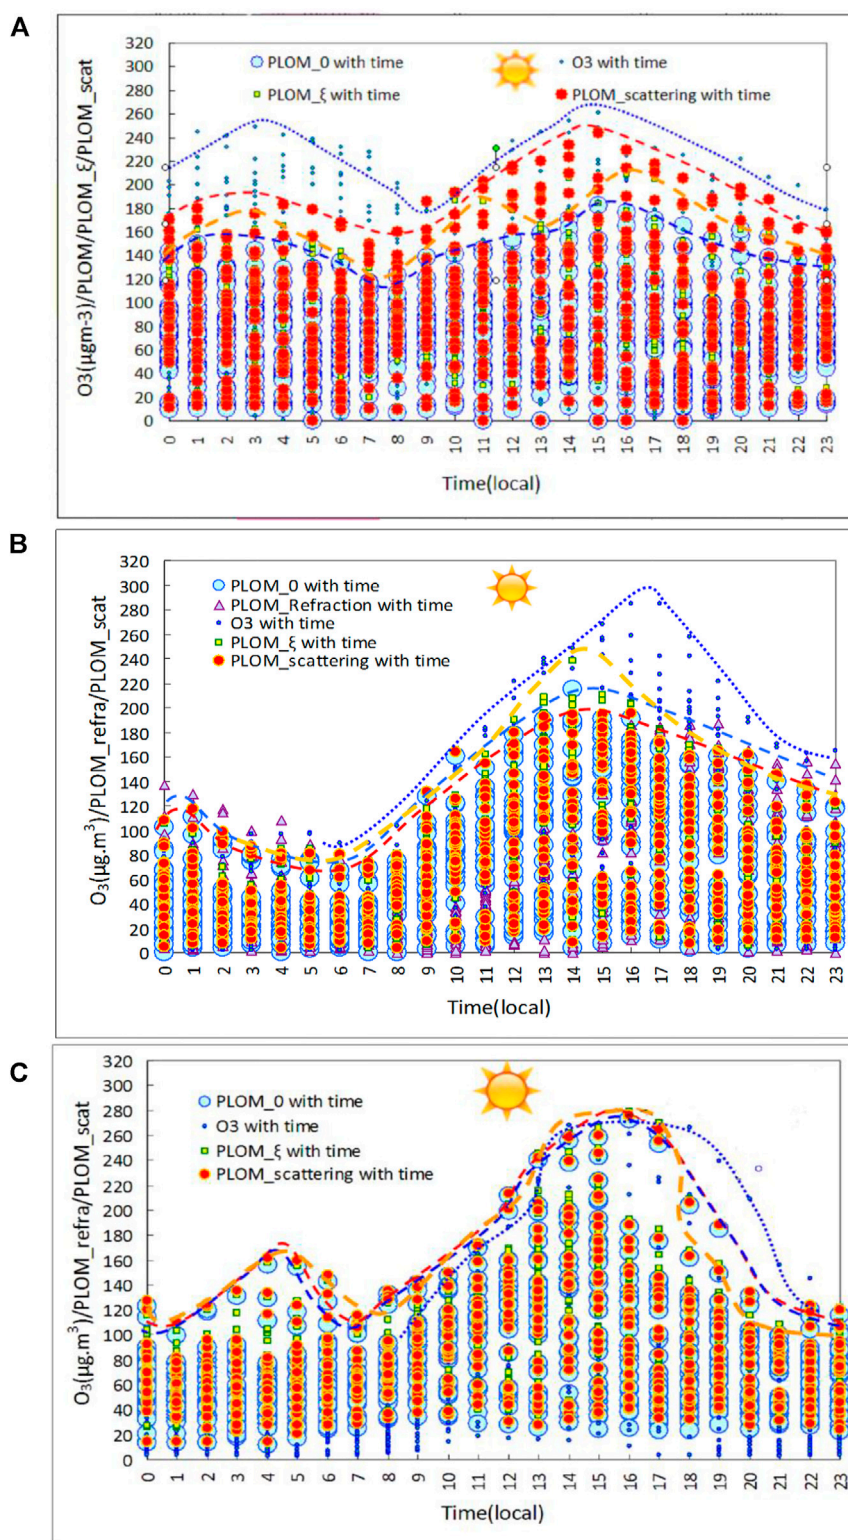 A
O3(µgm-3)/PLOM/PLOM_ξ/PLOM_scat
320
300
280
260
240
220
200
180
160
140
120
100
80
60
40
20
0
PLOM_0 with time
O3 with time
PLOM_ξ with time
PLOM_scattering with time
0 1 2 3 4 5 6 7 8 9 10 11 12 13 14 15 16 17 18 19 20 21 22 23
Time(local)
B
O₃(µg.m³)/PLOM_refra/PLOM_scat
320
300
280
260
240
220
200
180
160
140
120
100
80
60
40
20
0
PLOM_0 with time
PLOM_Refraction with time
O3 with time
PLOM_ξ with time
PLOM_scattering with time
0 1 2 3 4 5 6 7 8 9 10 11 12 13 14 15 16 17 18 19 20 21 22 23
Time(local)
C
O₃(µg.m³)/PLOM_refra/PLOM_scat
320
300
280
260
240
220
200
180
160
140
120
100
80
60
40
20
0
PLOM_0 with time
O3 with time
PLOM_ξ with time
PLOM_scattering with time
0 1 2 3 4 5 6 7 8 9 10 11 12 13 14 15 16 17 18 19 20 21 22 23
Time(local)